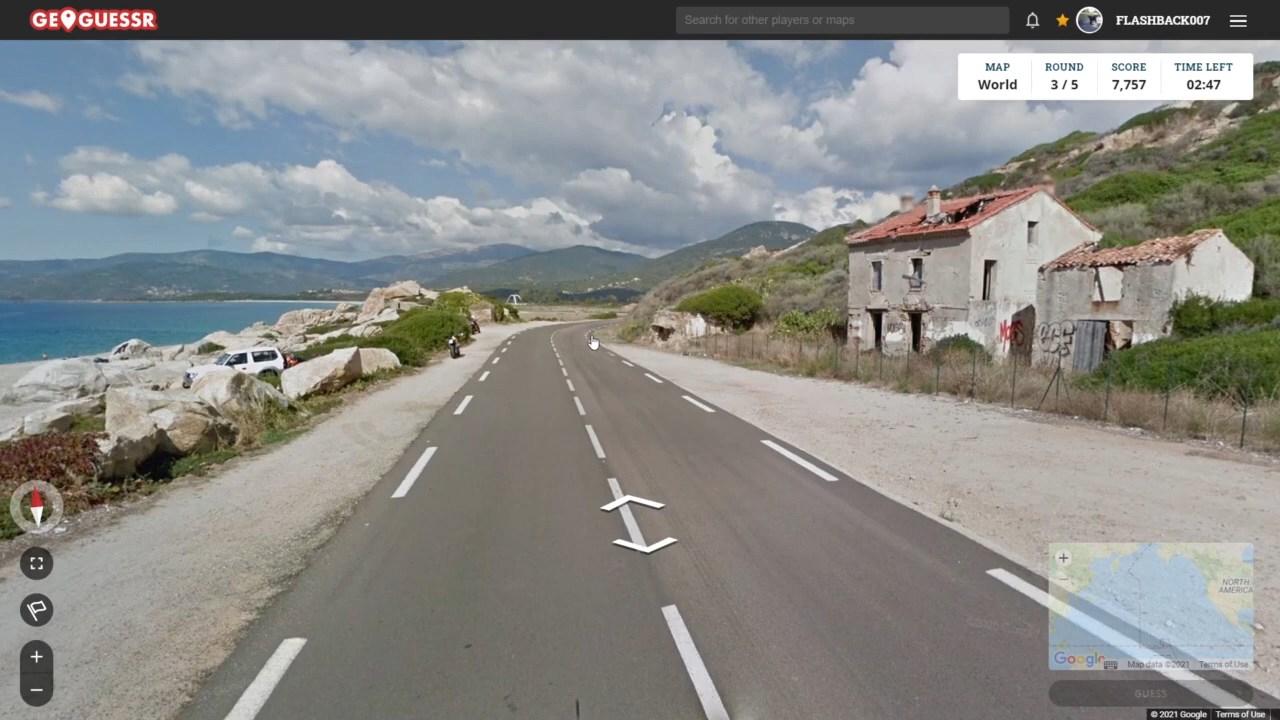 GEOGUESSR
Search for other players or maps
FLASHBACK007
MAP
World
ROUND
3 / 5
SCORE
7,757
TIME LEFT
02:47
NORTH
AMERICA
Google
Map data ©2021
Terms of Use
GUESS
© 2021 Google
Terms of Use